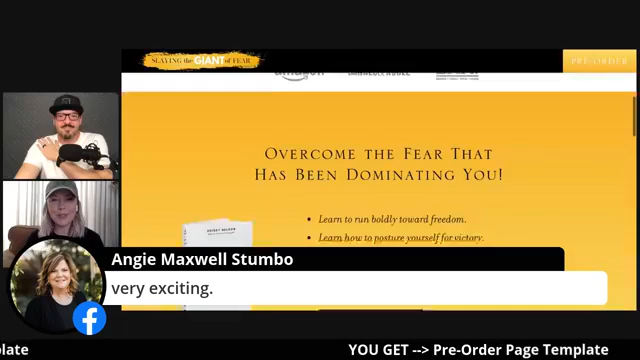 SLAYING the GIANT of FEAR
PRE-ORDER
amazon
OVERCOME THE FEAR THAT
HAS BEEN DOMINATING YOU!
• Learn to run boldly toward freedom.
• Learn how to posture yourself for victory.
Angie Maxwell Stumbo
very exciting.
late
YOU GET --> Pre-Order Page Template